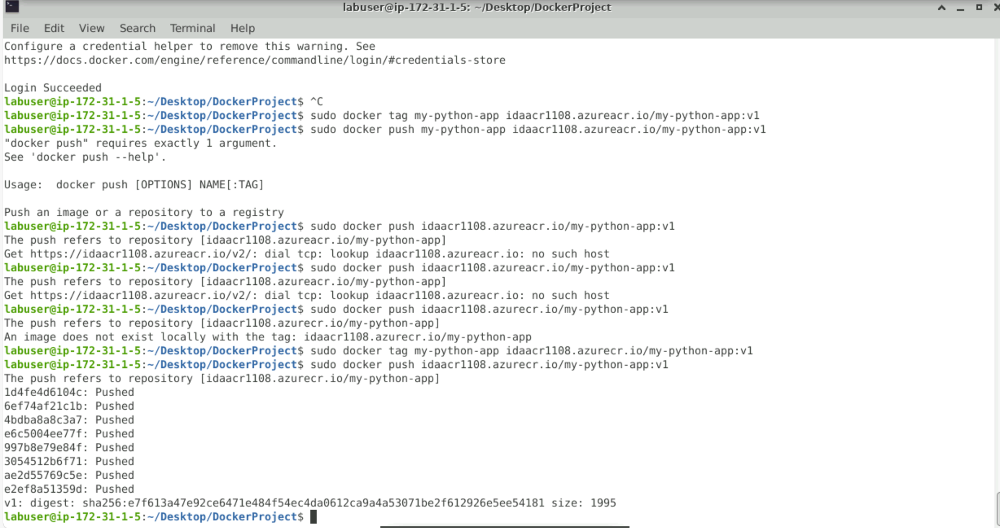 labuser@ip-172-31-1-5: ~/Desktop/DockerProject
File Edit View Search Terminal Help
Configure a credential helper to remove this warning. See
https://docs.docker.com/engine/reference/commandline/login/#credentials-store
Login Succeeded
labuser@ip-172-31-1-5:~/Desktop/DockerProject$ ^C
labuser@ip-172-31-1-5:~/Desktop/DockerProject$ sudo docker tag my-python-app idaacr1108.azureacr.io/my-python-app:v1
labuser@ip-172-31-1-5:~/Desktop/DockerProject$ sudo docker push my-python-app idaacr1108.azureacr.io/my-python-app:v1
"docker push" requires exactly 1 argument.
See 'docker push --help'.
Usage:  docker push [OPTIONS] NAME[:TAG]
Push an image or a repository to a registry
labuser@ip-172-31-1-5:~/Desktop/DockerProject$ sudo docker push idaacr1108.azureacr.io/my-python-app:v1
The push refers to repository [idaacr1108.azureacr.io/my-python-app]
Get https://idaacr1108.azureacr.io/v2/: dial tcp: lookup idaacr1108.azureacr.io: no such host
labuser@ip-172-31-1-5:~/Desktop/DockerProject$ sudo docker push idaacr1108.azureacr.io/my-python-app:v1
The push refers to repository [idaacr1108.azureacr.io/my-python-app]
Get https://idaacr1108.azureacr.io/v2/: dial tcp: lookup idaacr1108.azureacr.io: no such host
labuser@ip-172-31-1-5:~/Desktop/DockerProject$ sudo docker push idaacr1108.azurecr.io/my-python-app:v1
The push refers to repository [idaacr1108.azurecr.io/my-python-app]
An image does not exist locally with the tag: idaacr1108.azurecr.io/my-python-app
labuser@ip-172-31-1-5:~/Desktop/DockerProject$ sudo docker tag my-python-app idaacr1108.azurecr.io/my-python-app:v1
labuser@ip-172-31-1-5:~/Desktop/DockerProject$ sudo docker push idaacr1108.azurecr.io/my-python-app:v1
The push refers to repository [idaacr1108.azurecr.io/my-python-app]
1d4fe4d6104c: Pushed
6ef74af21c1b: Pushed
4bdba8a8c3a7: Pushed
e6c5004ee77f: Pushed
997b8e79e84f: Pushed
3054512b6f71: Pushed
ae2d55769c5e: Pushed
e2ef8a51359d: Pushed
v1: digest: sha256:e7f613a47e92ce6471e484f54ec4da0612ca9a4a53071be2f612926e5ee54181 size: 1995
labuser@ip-172-31-1-5:~/Desktop/DockerProject$